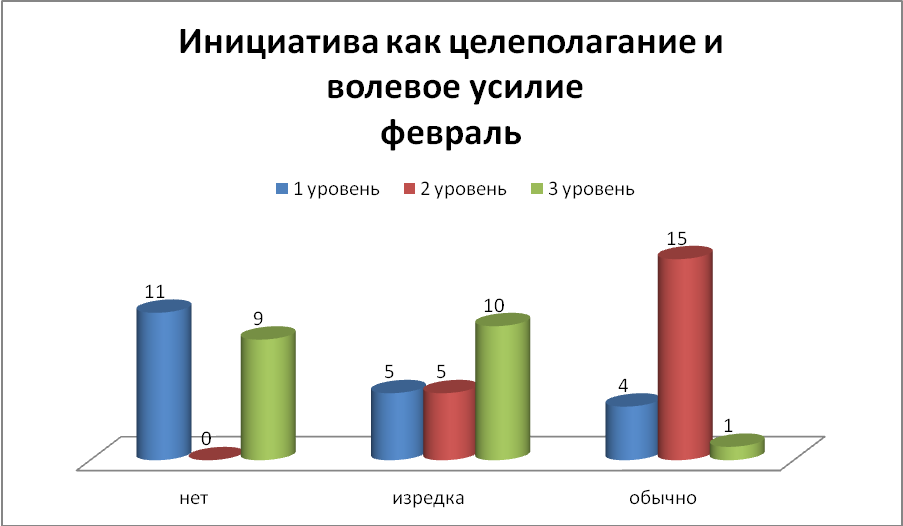 Инициатива как целеполагание и
волевое усилие
февраль
1 уровень 2 уровень 3 уровень
11 0 9 5 5 10 4 15 1
нет изредка обычно